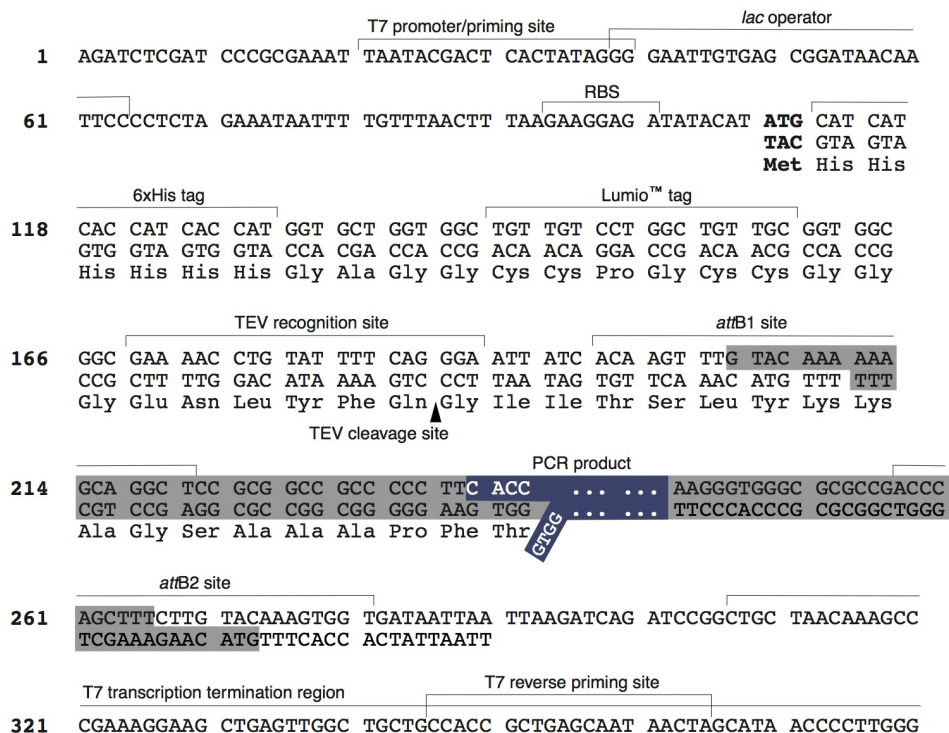 T7 promoter/priming site lac operator
1 AGATCTCGAT CCCGCGAAAT TAATACGACT CACTATAGGG GAATTGTGAGC GGATAACAA
RBS
61 TTCCCCTCTA GAAATAATTT TGTTTAACTT TAAGAAGGAGA TATACAT ATG CAT CAT
TAC GTA GTA
Met His His
6xHis tag Lumio™ tag
118 CAC CAT CACCAT GGT GCT GGT GGC TGT TGT CCT GGC TGT TGC GGT GGC
GTG GTA GTG GTA CCA CGA CCA CCG ACA ACA GGA CCG ACA ACG CCA CCG
His His His His Gly Ala Gly Gly Cys Cys Pro Gly Cys Cys Gly Gly
TEV recognition site attB1 site
166 GGC GAA AAC CTG TAT TTT CAG GGA ATT ATC ACA AGT TTG TAC AAA AAA
CCG CTT TTG GAC ATA AAA GTC CCT TAA TAG TGT TCA AAC ATG TTT TTT
Gly Glu Asn Leu Tyr Phe Gln Gly Ile Ile Thr Ser Leu Tyr Lys Lys
TEV cleavage site
PCR product
214 GCA GGC TCC GCG GCC GCC CCC TTC ACC ... ... AAGGGTGGGC GCGCCGACCC
CGT CCG AGG CGC CGG CGG GGG AAG TGG ... ... TTCCCACCCG CGCGGCTGGG
GTGG
Ala Gly Ser Ala Ala Ala Pro Phe Thr
attB2 site
261 AGCTTTCTTG TACAAAGTGGT GATAATTAA TTAAGATCAG ATCCGGCTGC TAACAAAGCC
TCGAAAGAAC ATGTTTCACC ACTATTAATT
T7 transcription termination region T7 reverse priming site
321 CGAAAGGAAG CTGAGTTGGC TGCTGCCACC GCTGAGCAAT AACTAGCATA ACCCCTTGGG